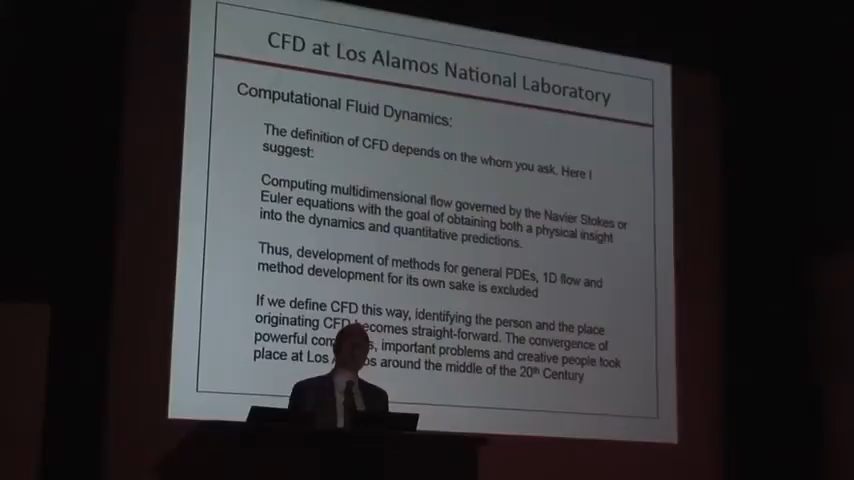 CFD at Los Alamos National Laboratory
Computational Fluid Dynamics:
The definition of CFD depends on the whom you ask. Here I
suggest:
Computing multidimensional flow governed by the Navier Stokes or
Euler equations with the goal of obtaining both a physical insight
into the dynamics and quantitative predictions.
Thus, development of methods for general PDEs, 1D flow and
method development for its own sake is excluded
If we define CFD this way, identifying the person and the place
originating CFD becomes straight-forward. The convergence of
powerful important problems and creative people took
place at Los around the middle of the 20th Century